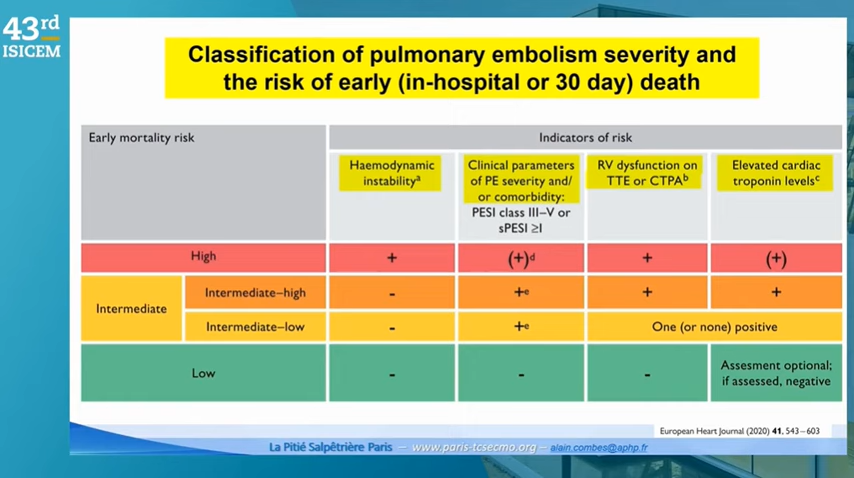 43rd
ISICEM
Classification of pulmonary embolism severity and
the risk of early (in-hospital or 30 day) death
Early mortality risk
Indicators of risk
Haemodynamic
instabilityᵃ
Clinical parameters
of PE severity and/
or comorbidity:
PESI class III–V or
sPESI ≥I
RV dysfunction on
TTE or CTPAᵇ
Elevated cardiac
troponin levelsᶜ
High
+
(+)ᵈ
+
(+)
Intermediate
Intermediate–high
-
+ᵉ
+
+
Intermediate–low
-
+ᵉ
One (or none) positive
Low
-
-
-
Assesment optional;
if assessed, negative
European Heart Journal (2020) 41, 543–603
La Pitié Salpêtrière Paris – www.paris-tcsecmo.org – alain.combes@aphp.fr